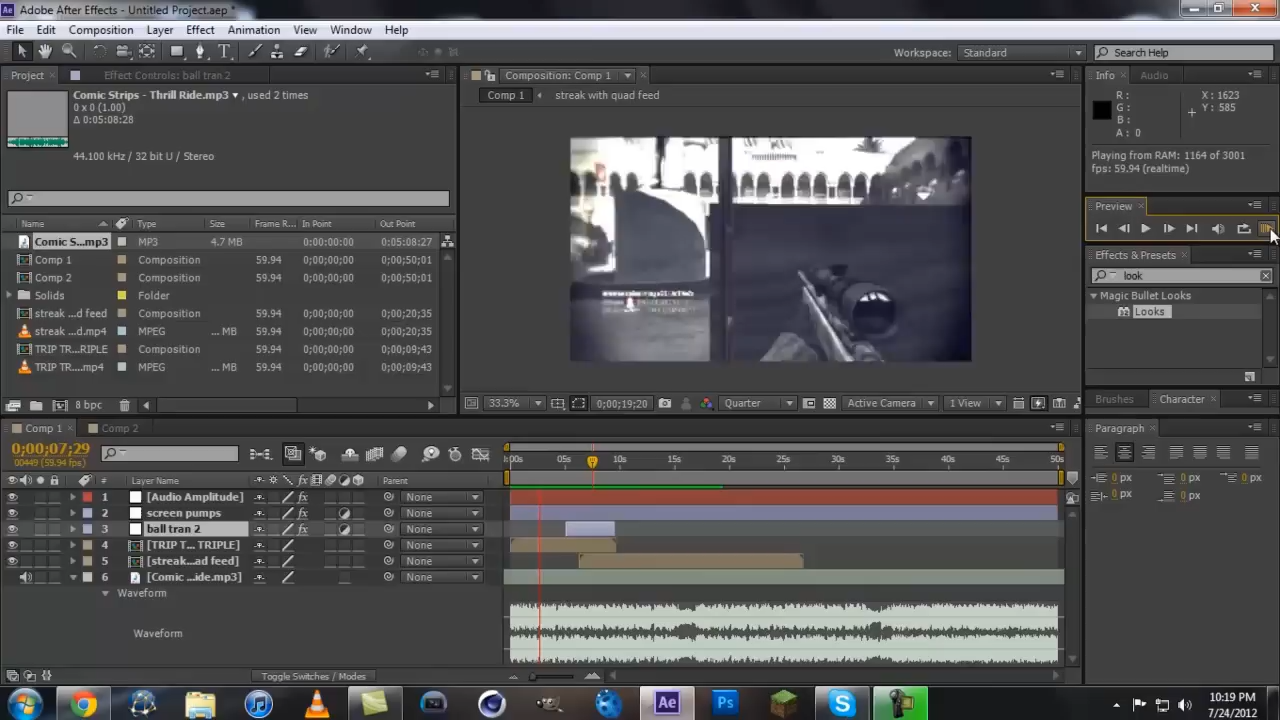 Adobe After Effects - Untitled Project.aep *
File Edit Composition Layer Effect Animation View Window Help
Workspace: Standard Search Help
Project Effect Controls: ball tran 2
Composition: Comp 1
Info Audio
Comic Strips - Thrill Ride.mp3 , used 2 times
0 x 0 (1.00)
Δ 0:05:08:28
44.100 kHz / 32 bit U / Stereo
Comp 1 streak with quad feed
R :
G :
B :
A : 0
X : 1623
Y : 585
Playing from RAM: 1164 of 3001
fps: 59.94 (realtime)
Preview
Effects & Presets
look
Magic Bullet Looks
Looks
Name Type Size Frame R... In Point Out Point
Comic S...mp3 MP3 4.7 MB 0:00:00:00 0:05:08:27
Comp 1 Composition 59.94 0;00;00;00 0;00;50;01
Comp 2 Composition 59.94 0;00;00;00 0;00;50;01
Solids Folder
streak ...d feed Composition 59.94 0;00;00;00 0;00;20;35
streak ...d.mp4 MPEG ... MB 59.94 0;00;00;00 0;00;20;35
TRIP TR...RIPLE Composition 59.94 0;00;00;00 0;00;09;43
TRIP TR....mp4 MPEG ... MB 59.94 0;00;00;00 0;00;09;43
8 bpc
33.3% 0;00;19;20 Quarter Active Camera 1 View
Brushes Character
Paragraph
0 px 0 px 0 px
0 px 0 px
Comp 1 Comp 2
0;00;07;29
00449 (59.94 fps)
:00s 05s 10s 15s 20s 25s 30s 35s 40s 45s 50s
# Layer Name Parent
1 [Audio Amplitude] None
2 screen pumps None
3 ball tran 2 None
4 [TRIP T... TRIPLE] None
5 [streak...ad feed] None
6 [Comic ...ide.mp3] None
Waveform
Waveform
Toggle Switches / Modes
Ae Ps S
10:19 PM
7/24/2012